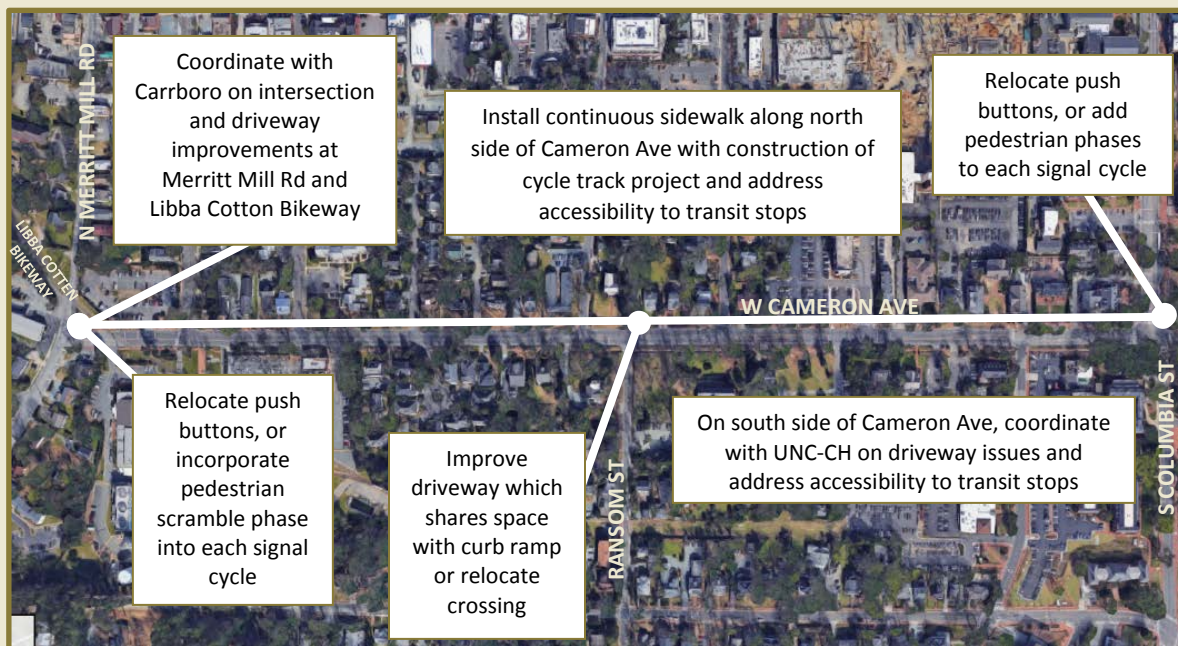 N MERRITT MILL RD
Coordinate with
Carrboro on intersection
and driveway
improvements at
Merritt Mill Rd and
Libba Cotton Bikeway
Install continuous sidewalk along north
side of Cameron Ave with construction of
cycle track project and address
accessibility to transit stops
Relocate push
buttons, or add
pedestrian phases
to each signal cycle
LIBBA COTTEN
BIKEWAY
W CAMERON AVE
Relocate push
buttons, or
incorporate
pedestrian
scramble phase
into each signal
cycle
Improve
driveway which
shares space
with curb ramp
or relocate
crossing
RANSOM ST
On south side of Cameron Ave, coordinate
with UNC-CH on driveway issues and
address accessibility to transit stops
S COLUMBIA ST